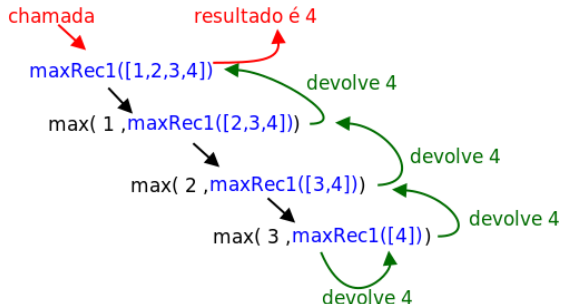 chamada
resultado é 4
maxRec1([1,2,3,4])
devolve 4
max( 1 ,maxRec1([2,3,4]))
devolve 4
max( 2 ,maxRec1([3,4]))
devolve 4
max( 3 ,maxRec1([4]))
devolve 4